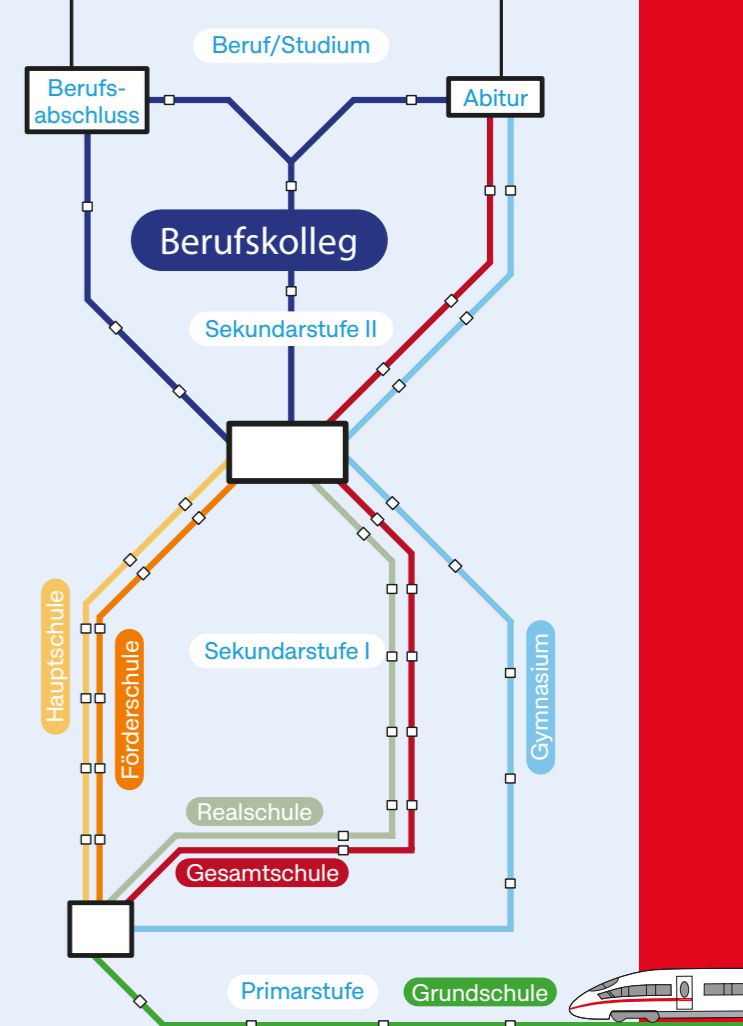 Beruf/Studium
Berufs-
abschluss
Abitur
Berufskolleg
Sekundarstufe II
Hauptschule
Förderschule
Sekundarstufe I
Gymnasium
Realschule
Gesamtschule
Primarstufe
Grundschule